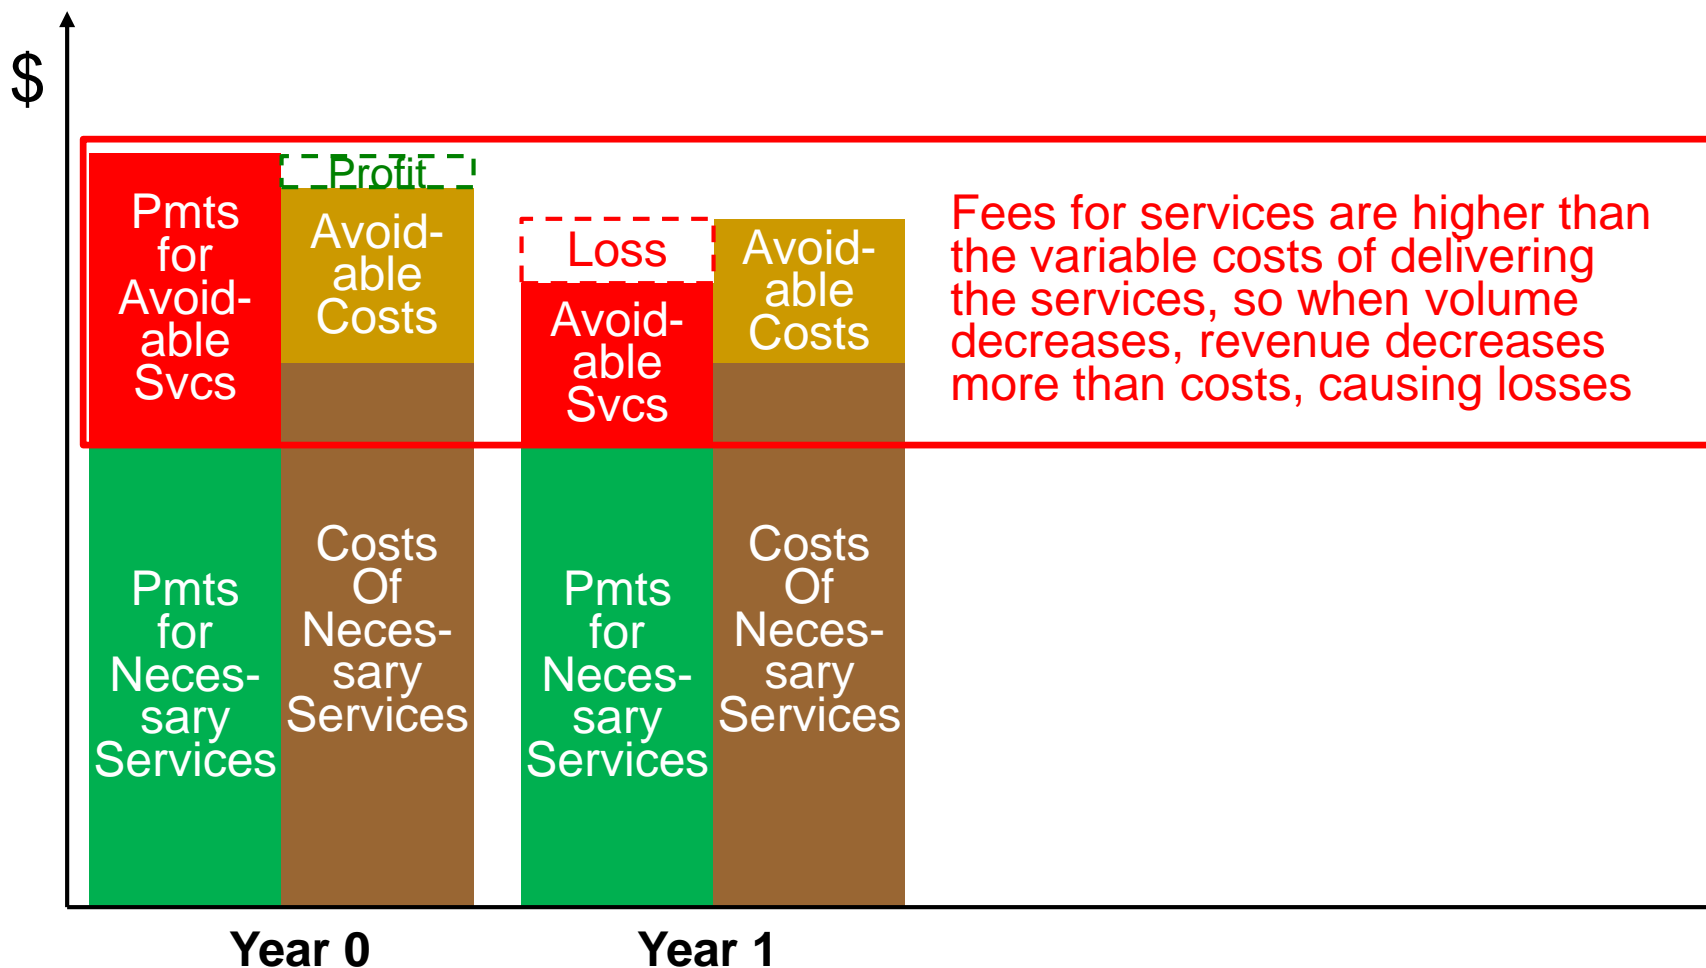 $
Pmts
for
Avoid-
able
Svcs
Profit
Avoid-
able
Costs
Loss
Avoid-
able
Svcs
Avoid-
able
Costs
Fees for services are higher than
the variable costs of delivering
the services, so when volume
decreases, revenue decreases
more than costs, causing losses
Pmts
for
Neces-
sary
Services
Costs
Of
Neces-
sary
Services
Pmts
for
Neces-
sary
Services
Costs
Of
Neces-
sary
Services
Year 0
Year 1